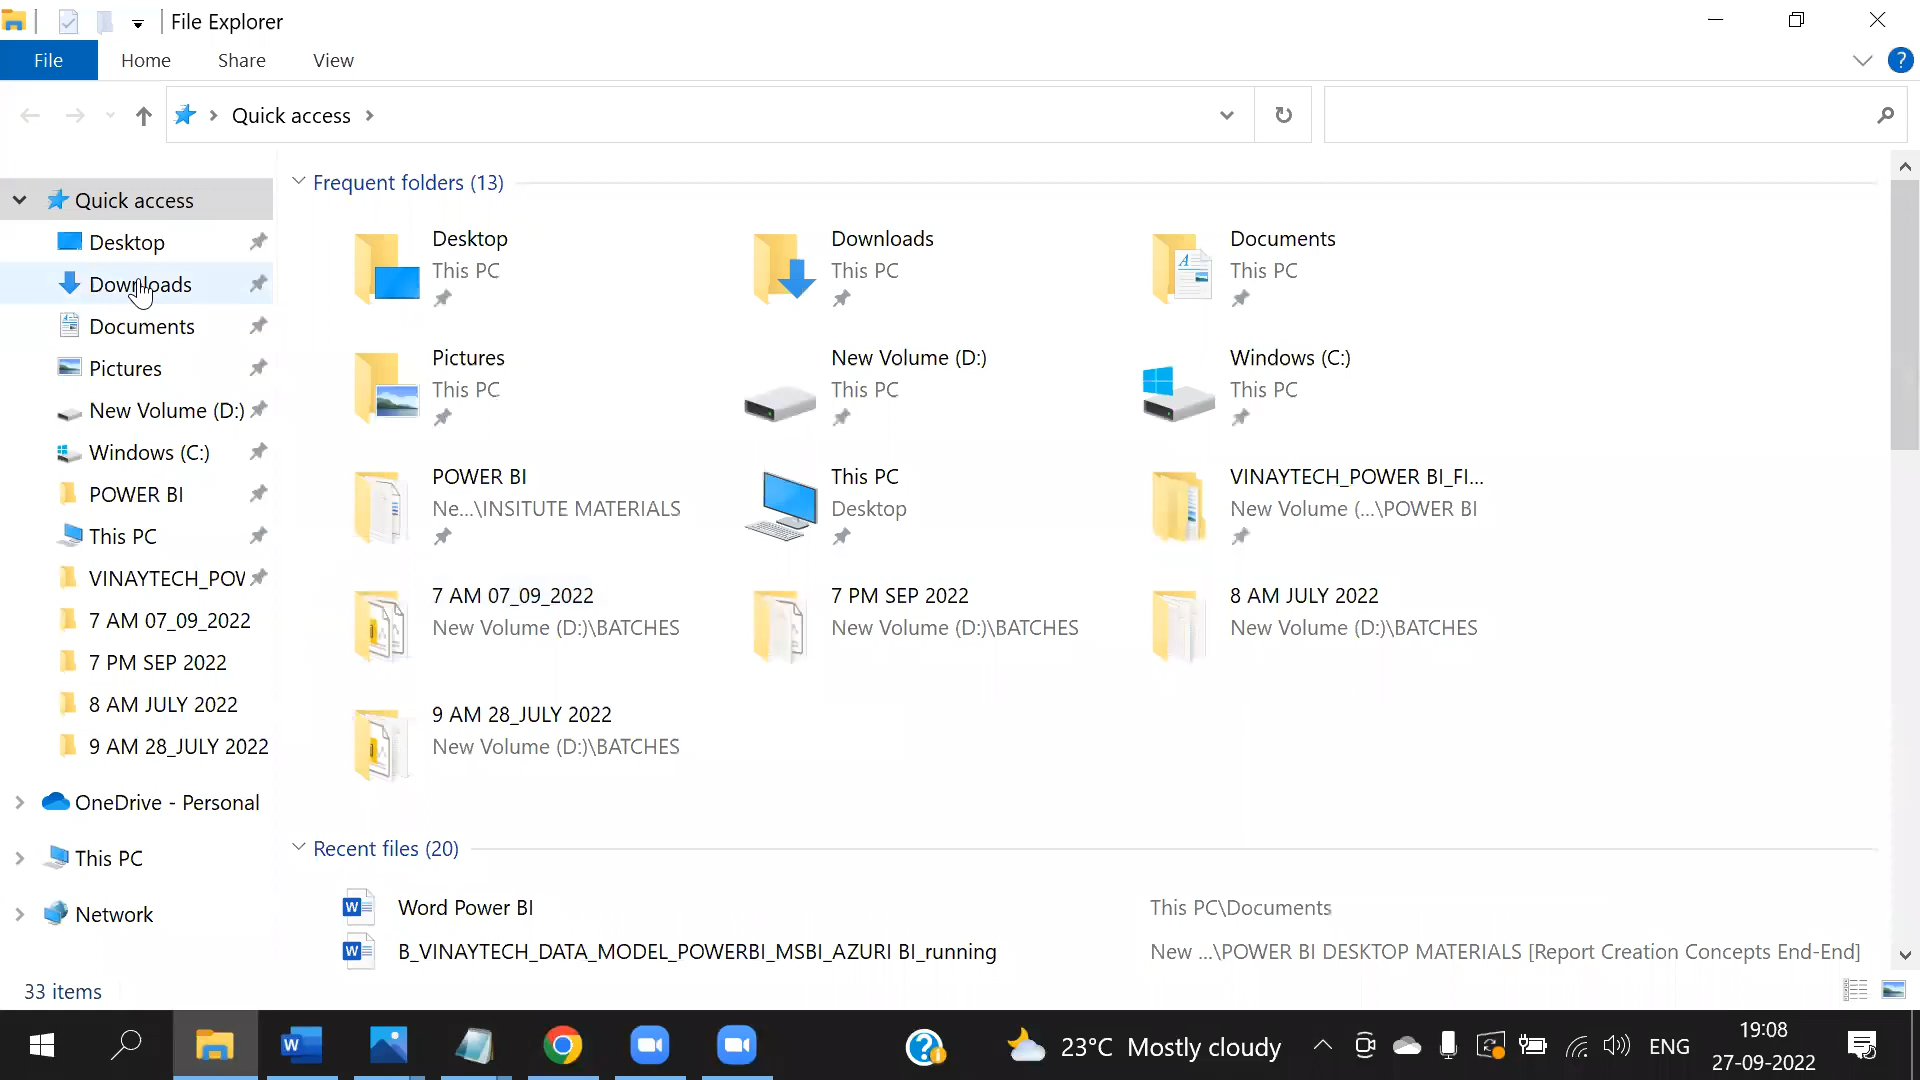 File Explorer
File Home Share View
?
Quick access
Quick access
Desktop
Downloads
Documents
Pictures
New Volume (D:)
Windows (C:)
POWER BI
This PC
VINAYTECH_POW
7 AM 07_09_2022
7 PM SEP 2022
8 AM JULY 2022
9 AM 28_JULY 2022
OneDrive - Personal
This PC
Network
Frequent folders (13)
Desktop
This PC
Downloads
This PC
Documents
This PC
Pictures
This PC
New Volume (D:)
This PC
Windows (C:)
This PC
POWER BI
Ne...\INSITUTE MATERIALS
This PC
Desktop
VINAYTECH_POWER BI_FI...
New Volume (...\POWER BI
7 AM 07_09_2022
New Volume (D:)\BATCHES
7 PM SEP 2022
New Volume (D:)\BATCHES
8 AM JULY 2022
New Volume (D:)\BATCHES
9 AM 28_JULY 2022
New Volume (D:)\BATCHES
Recent files (20)
Word Power BI This PC\Documents
B_VINAYTECH_DATA_MODEL_POWERBI_MSBI_AZURI BI_running New ...\POWER BI DESKTOP MATERIALS [Report Creation Concepts End-End]
33 items
23°C Mostly cloudy
ENG
19:08
27-09-2022